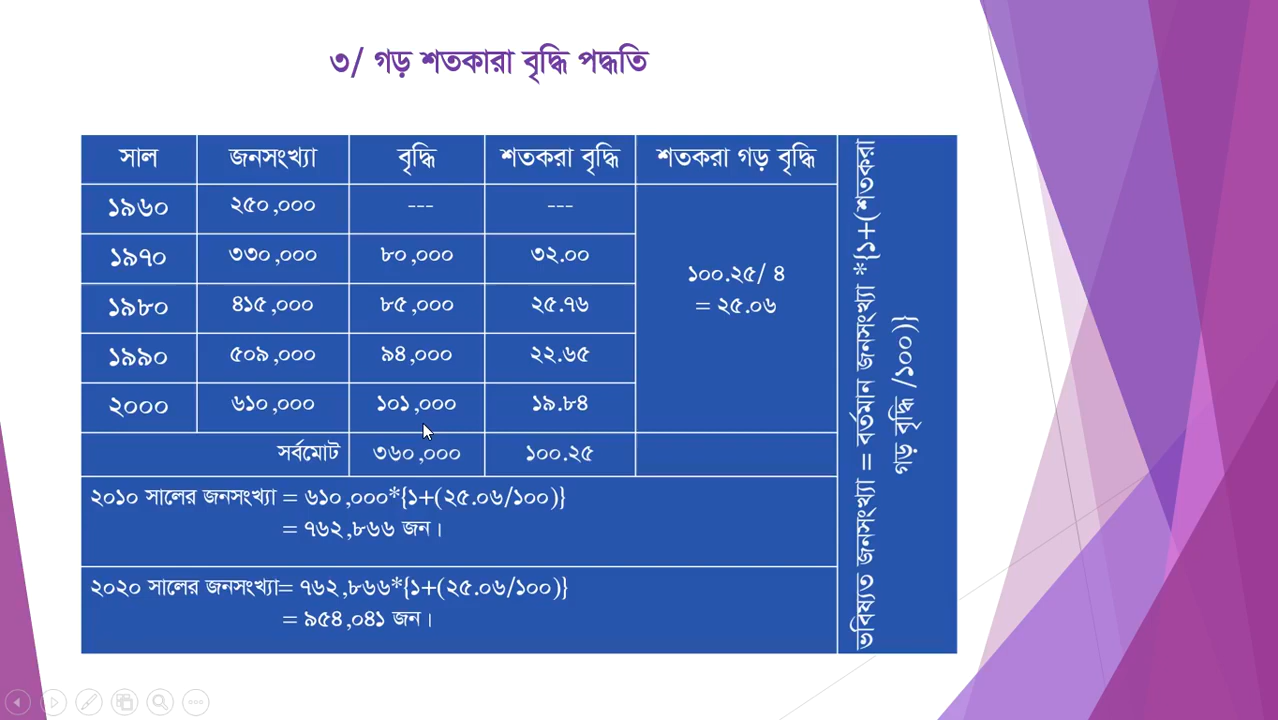 ৩/ গড় শতকারা বৃদ্ধি পদ্ধতি
সাল জনসংখ্যা বৃদ্ধি শতকরা বৃদ্ধি শতকরা গড় বৃদ্ধি
১৯৬০ ২৫০,০০০ --- ---
১৯৭০ ৩৩০,০০০ ৮০,০০০ ৩২.০০
১০০.২৫/ ৪
= ২৫.০৬
১৯৮০ ৪১৫,০০০ ৮৫,০০০ ২৫.৭৬
১৯৯০ ৫০৯,০০০ ৯৪,০০০ ২২.৬৫
২০০০ ৬১০,০০০ ১০১,০০০ ১৯.৮৪
সর্বমোট ৩৬০,০০০ ১০০.২৫
২০১০ সালের জনসংখ্যা = ৬১০,০০০*{১+(২৫.০৬/১০০)}
= ৭৬২,৮৬৬ জন।
২০২০ সালের জনসংখ্যা= ৭৬২,৮৬৬*{১+(২৫.০৬/১০০)}
= ৯৫৪,০৪১ জন।
ভবিষ্যত জনসংখ্যা = বর্তমান জনসংখ্যা *{১+(শতকরা
গড় বৃদ্ধি /১০০)}